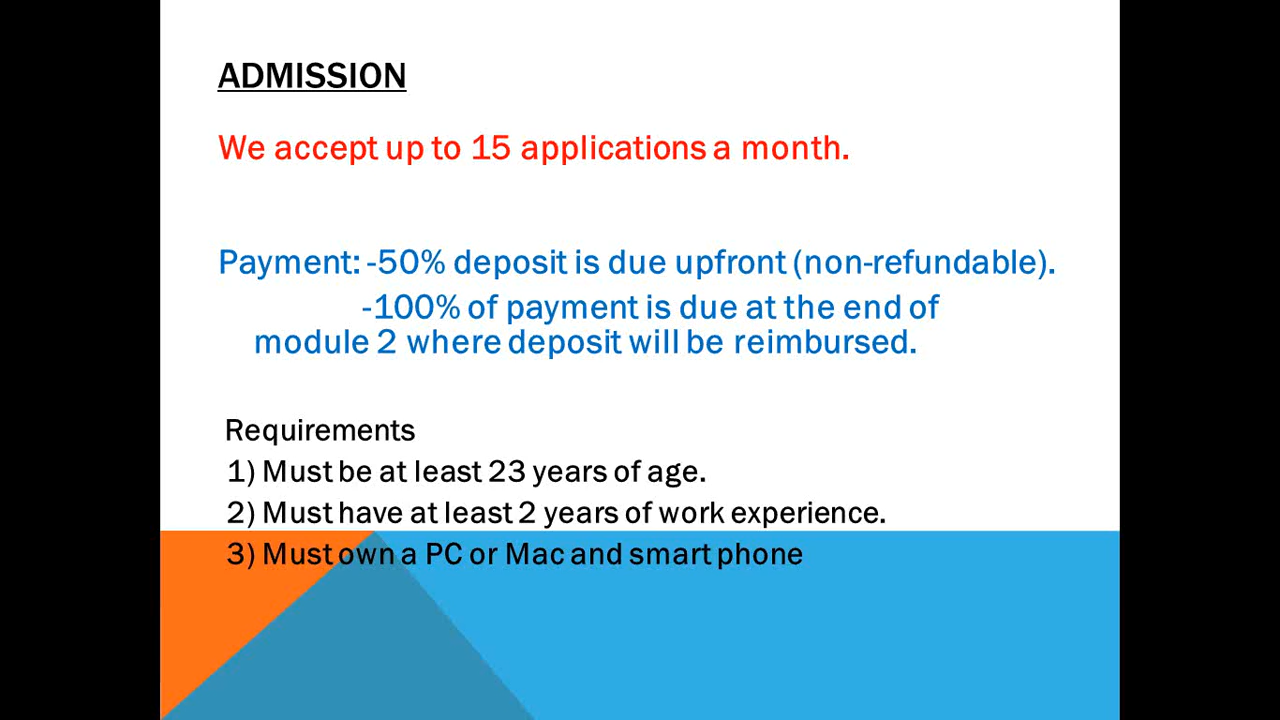 ADMISSION
We accept up to 15 applications a month.
Payment: -50% deposit is due upfront (non-refundable).
-100% of payment is due at the end of
module 2 where deposit will be reimbursed.
Requirements
1) Must be at least 23 years of age.
2) Must have at least 2 years of work experience.
3) Must own a PC or Mac and smart phone